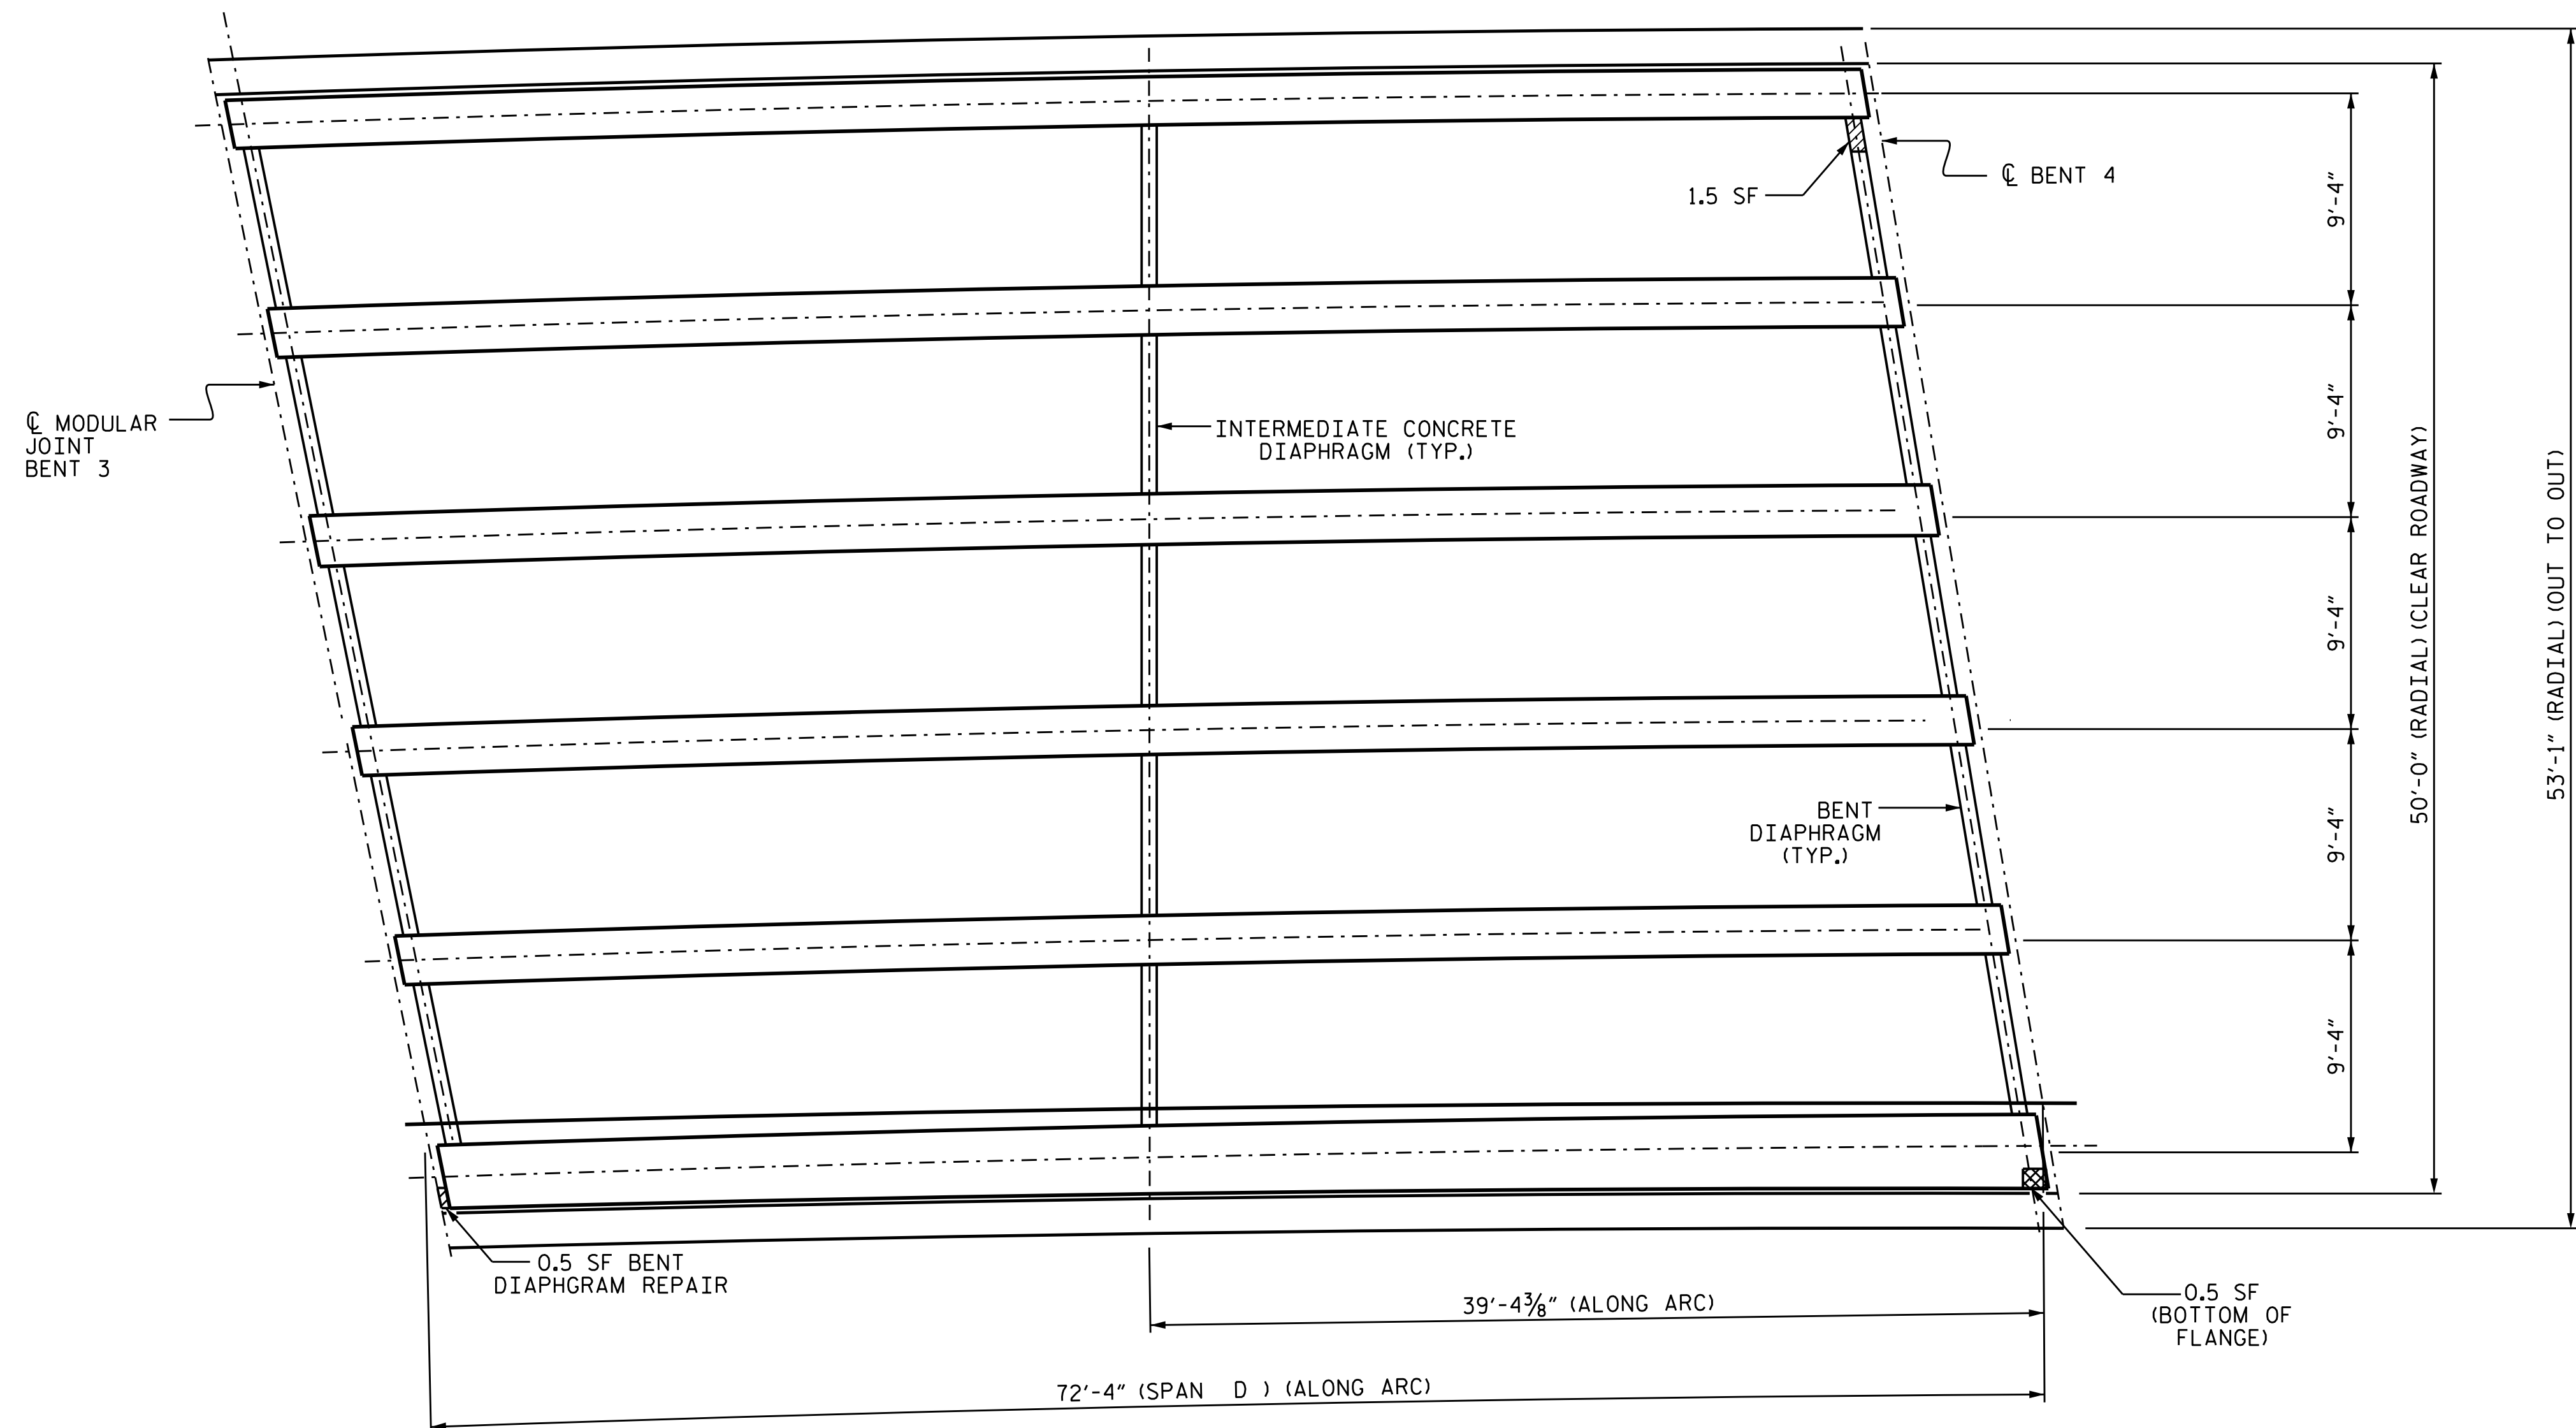 ℄ BENT 4
1.5 SF
9'-4"
9'-4"
9'-4"
9'-4"
9'-4"
50'-0" (RADIAL) (CLEAR ROADWAY)
53'-1" (RADIAL) (OUT TO OUT)
℄ MODULAR
JOINT
BENT 3
INTERMEDIATE CONCRETE
DIAPHRAGM (TYP.)
BENT
DIAPHRAGM
(TYP.)
0.5 SF BENT
DIAPHGRAM REPAIR
0.5 SF
(BOTTOM OF
FLANGE)
39'-4⅜" (ALONG ARC)
72'-4" (SPAN D ) (ALONG ARC)